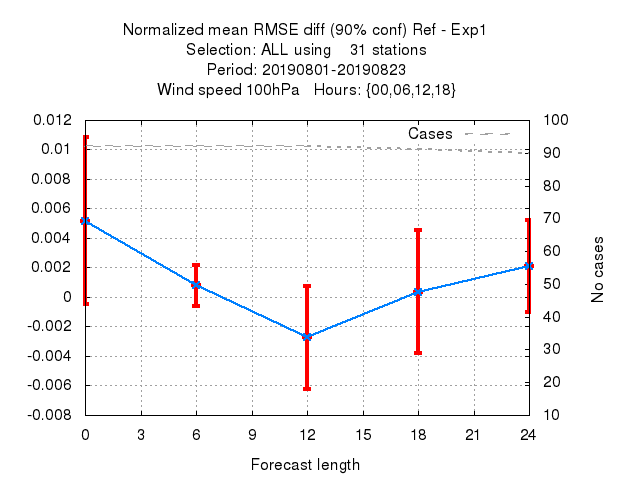 Normalized mean RMSE diff (90% conf) Ref - Exp1
Selection: ALL using    31 stations
Period: 20190801-20190823
Wind speed 100hPa   Hours: {00,06,12,18}
Cases
0.012
0.01
0.008
0.006
0.004
0.002
0
-0.002
-0.004
-0.006
-0.008
100
90
80
70
60
50
40
30
20
10
No cases
0 3 6 9 12 15 18 21 24
Forecast length